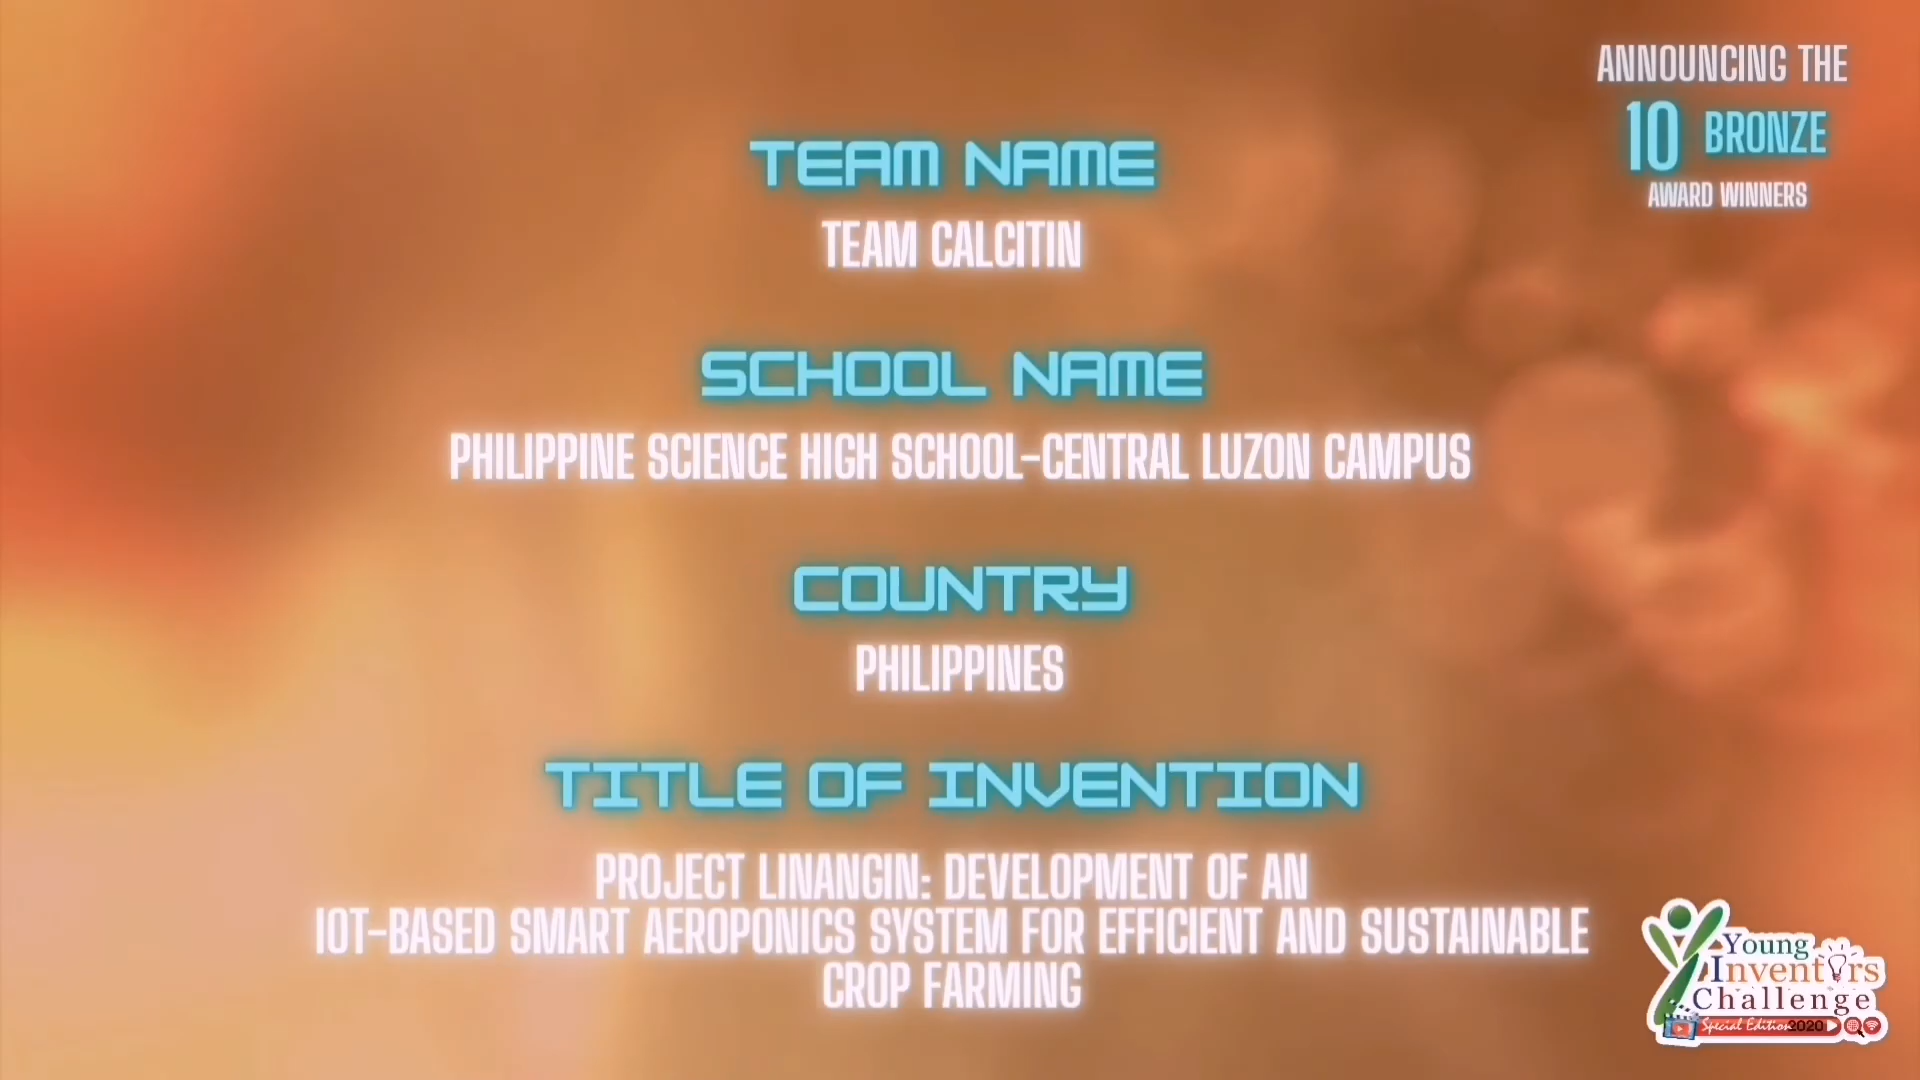 ANNOUNCING THE
10 BRONZE
AWARD WINNERS
TEAM NAME
TEAM CALCITIN
SCHOOL NAME
PHILIPPINE SCIENCE HIGH SCHOOL-CENTRAL LUZON CAMPUS
COUNTRY
PHILIPPINES
TITLE OF INVENTION
PROJECT LINANGIN: DEVELOPMENT OF AN
IOT-BASED SMART AEROPONICS SYSTEM FOR EFFICIENT AND SUSTAINABLE
CROP FARMING
Young
Inventors
Challenge
Special Edition 2020